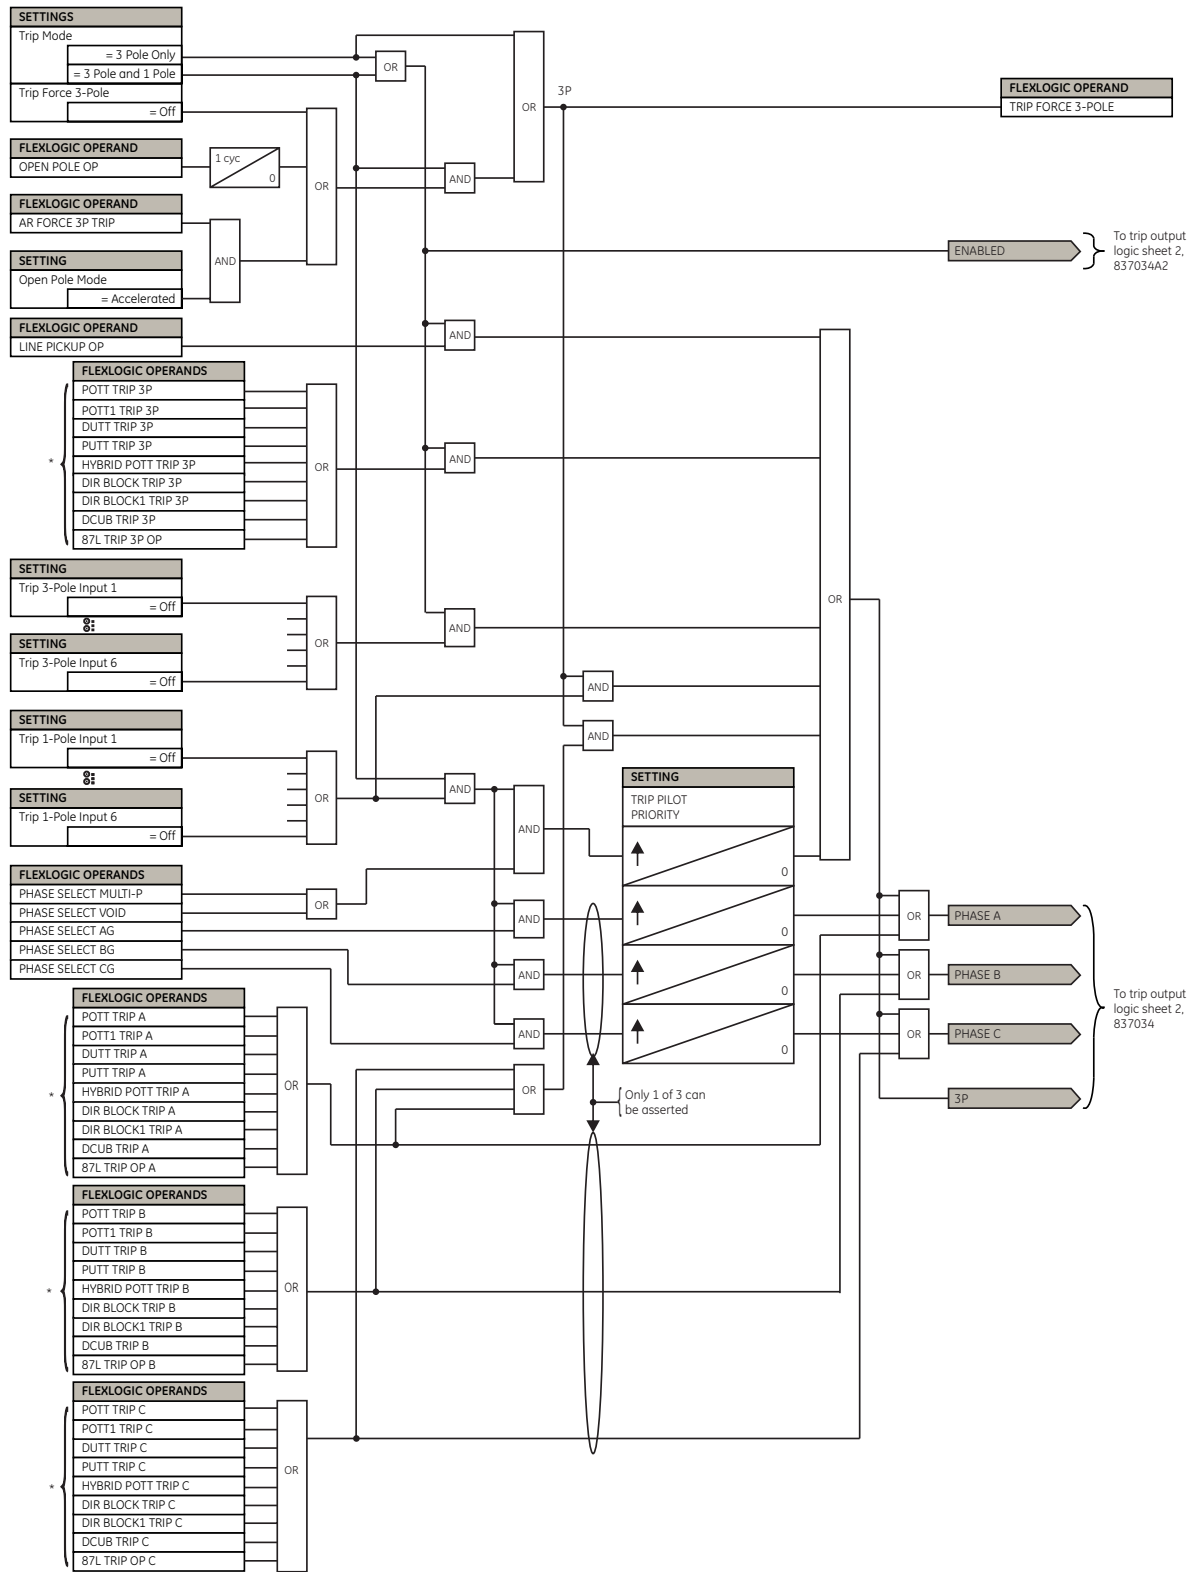 SETTINGS
Trip Mode
= 3 Pole Only
= 3 Pole and 1 Pole
Trip Force 3-Pole
= Off
OR
OR
3P
FLEXLOGIC OPERAND
TRIP FORCE 3-POLE
FLEXLOGIC OPERAND
OPEN POLE OP
1 cyc
0
OR
AND
FLEXLOGIC OPERAND
AR FORCE 3P TRIP
AND
SETTING
Open Pole Mode
= Accelerated
ENABLED
To trip output
logic sheet 2,
837034A2
FLEXLOGIC OPERAND
LINE PICKUP OP
AND
FLEXLOGIC OPERANDS
POTT TRIP 3P
POTT1 TRIP 3P
DUTT TRIP 3P
PUTT TRIP 3P
HYBRID POTT TRIP 3P
DIR BLOCK TRIP 3P
DIR BLOCK1 TRIP 3P
DCUB TRIP 3P
87L TRIP 3P OP
*
OR
AND
SETTING
Trip 3-Pole Input 1
= Off
SETTING
Trip 3-Pole Input 6
= Off
OR
AND
OR
AND
AND
SETTING
Trip 1-Pole Input 1
= Off
SETTING
Trip 1-Pole Input 6
= Off
OR
AND
AND
SETTING
TRIP PILOT
PRIORITY
0
0
0
0
FLEXLOGIC OPERANDS
PHASE SELECT MULTI-P
PHASE SELECT VOID
PHASE SELECT AG
PHASE SELECT BG
PHASE SELECT CG
OR
AND
AND
AND
OR
PHASE A
OR
PHASE B
OR
PHASE C
3P
To trip output
logic sheet 2,
837034
FLEXLOGIC OPERANDS
POTT TRIP A
POTT1 TRIP A
DUTT TRIP A
PUTT TRIP A
HYBRID POTT TRIP A
DIR BLOCK TRIP A
DIR BLOCK1 TRIP A
DCUB TRIP A
87L TRIP OP A
*
OR
OR
Only 1 of 3 can
be asserted
FLEXLOGIC OPERANDS
POTT TRIP B
POTT1 TRIP B
DUTT TRIP B
PUTT TRIP B
HYBRID POTT TRIP B
DIR BLOCK TRIP B
DIR BLOCK1 TRIP B
DCUB TRIP B
87L TRIP OP B
*
OR
FLEXLOGIC OPERANDS
POTT TRIP C
POTT1 TRIP C
DUTT TRIP C
PUTT TRIP C
HYBRID POTT TRIP C
DIR BLOCK TRIP C
DIR BLOCK1 TRIP C
DCUB TRIP C
87L TRIP OP C
*
OR